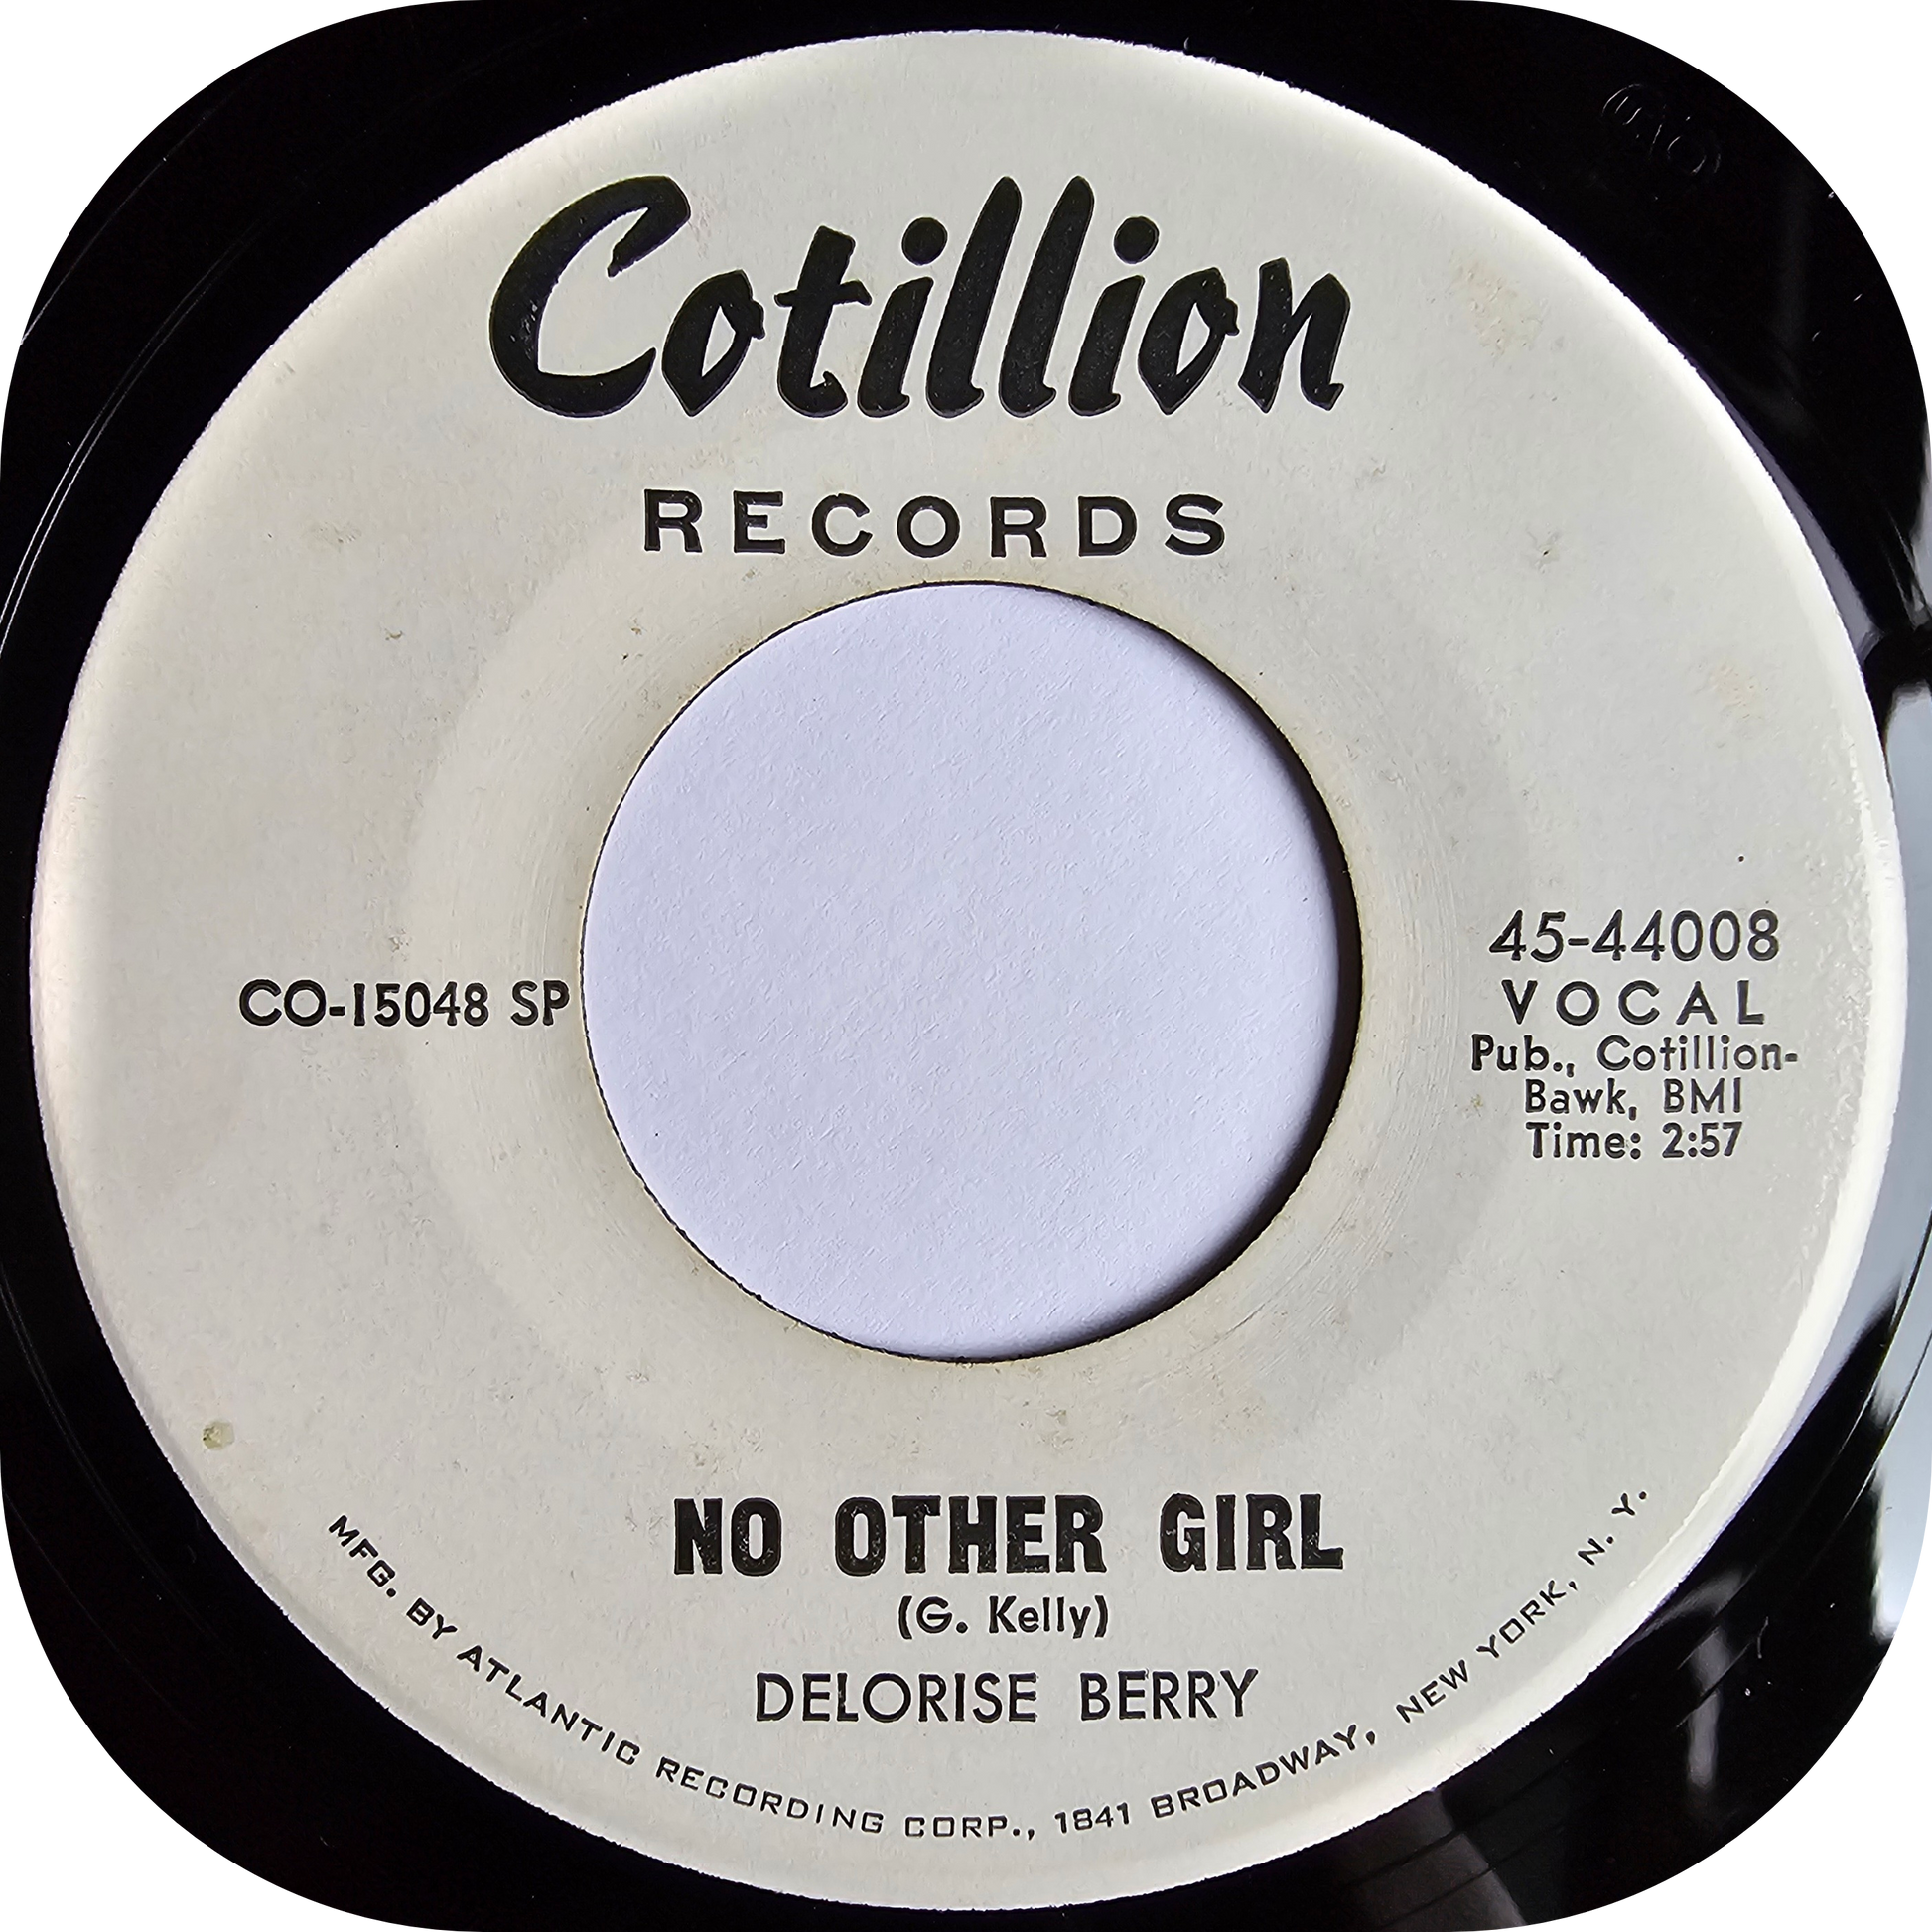 Cotillion
RECORDS
CO-15048 SP
45-44008
VOCAL
Pub., Cotillion-
Bawk, BMI
Time: 2:57
NO OTHER GIRL
(G. Kelly)
DELORISE BERRY
MFG. BY ATLANTIC RECORDING CORP., 1841 BROADWAY, NEW YORK, N. Y.